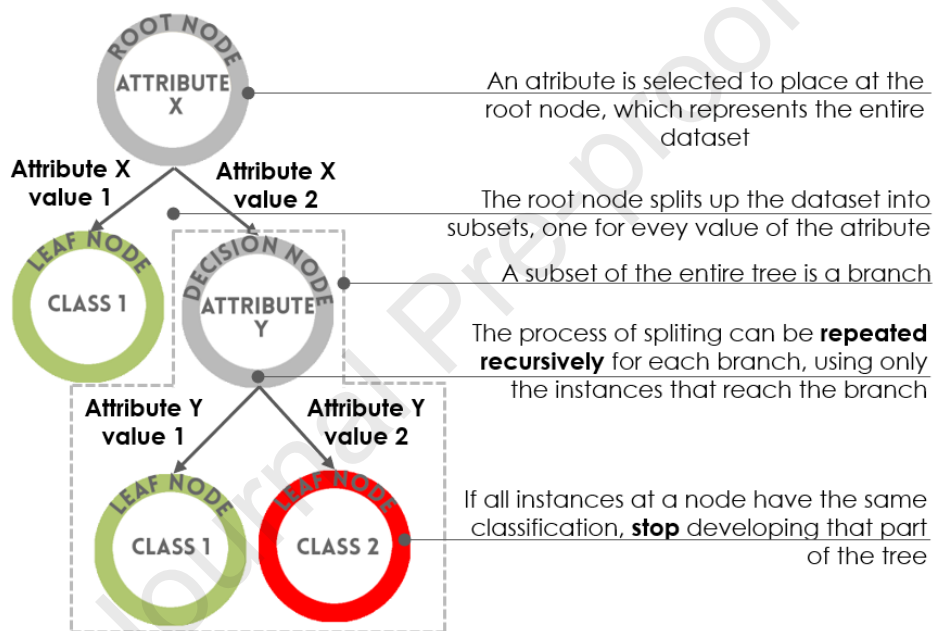 ROOT NODE
ATTRIBUTE
X
An atribute is selected to place at the
root node, which represents the entire
dataset
Attribute X
value 1
Attribute X
value 2
The root node splits up the dataset into
subsets, one for evey value of the atribute
LEAF NODE
CLASS 1
DECISION NODE
ATTRIBUTE
Y
A subset of the entire tree is a branch
The process of spliting can be repeated
recursively for each branch, using only
the instances that reach the branch
Attribute Y
value 1
Attribute Y
value 2
LEAF NODE
CLASS 1
LEAF NODE
CLASS 2
If all instances at a node have the same
classification, stop developing that part
of the tree
Journal Pre-proof